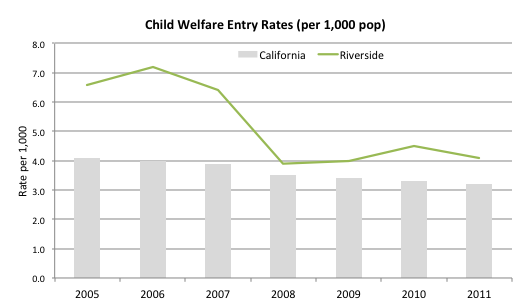 Child Welfare Entry Rates (per 1,000 pop)
California Riverside
Rate per 1,000
8.0
7.0
6.0
5.0
4.0
3.0
2.0
1.0
0.0
2005 2006 2007 2008 2009 2010 2011